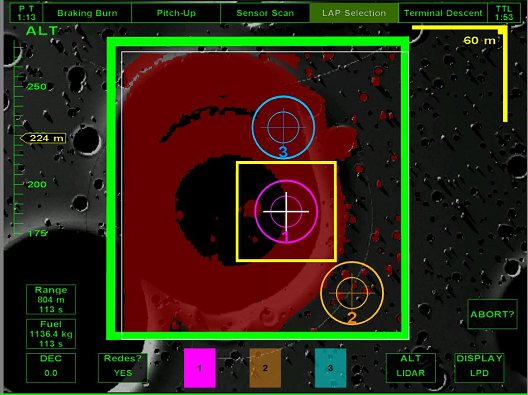 P T
1:13
Braking Burn
Pitch-Up
Sensor Scan
LAP Selection
Terminal Descent
TTL
1:53
ALT
60 m
250
224 m
200
175
3
1
2
Range
804 m
113 s
Fuel
1136.4 kg
113 s
DEC
0.0
Redes?
YES
1
2
3
ABORT?
ALT
LIDAR
DISPLAY
LPD